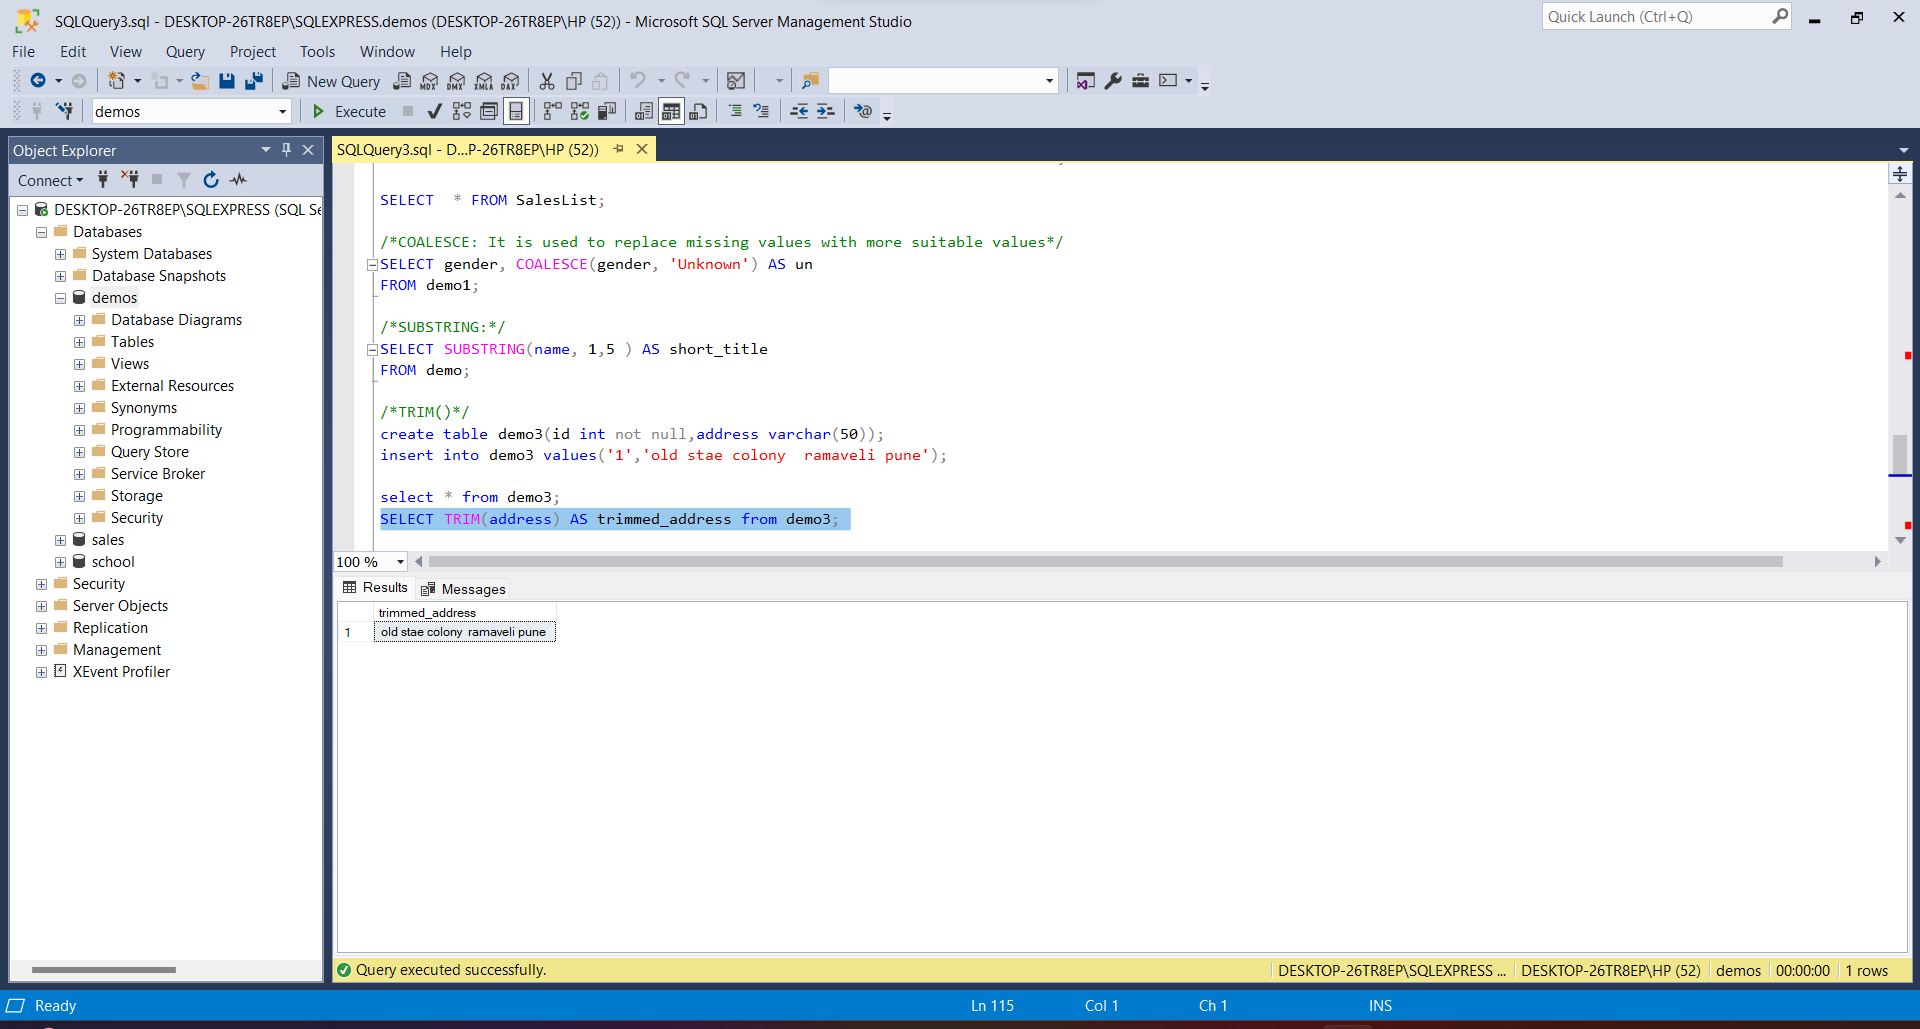 SQLQuery3.sql - DESKTOP-26TR8EP\SQLEXPRESS.demos (DESKTOP-26TR8EP\HP (52)) - Microsoft SQL Server Management Studio
Quick Launch (Ctrl+Q)
File Edit View Query Project Tools Window Help
New Query MDX DMX XMLA DAX
demos Execute
Object Explorer
Connect
DESKTOP-26TR8EP\SQLEXPRESS (SQL Se
Databases
System Databases
Database Snapshots
demos
Database Diagrams
Tables
Views
External Resources
Synonyms
Programmability
Query Store
Service Broker
Storage
Security
sales
school
Security
Server Objects
Replication
Management
XEvent Profiler
SQLQuery3.sql - D...P-26TR8EP\HP (52))
SELECT  * FROM SalesList;
/*COALESCE: It is used to replace missing values with more suitable values*/
SELECT gender, COALESCE(gender, 'Unknown') AS un
FROM demo1;
/*SUBSTRING:*/
SELECT SUBSTRING(name, 1,5 ) AS short_title
FROM demo;
/*TRIM()*/
create table demo3(id int not null,address varchar(50));
insert into demo3 values('1','old stae colony  ramaveli pune');
select * from demo3;
SELECT TRIM(address) AS trimmed_address from demo3;
100 %
Results Messages
trimmed_address
1 old stae colony  ramaveli pune
Query executed successfully.
DESKTOP-26TR8EP\SQLEXPRESS ... DESKTOP-26TR8EP\HP (52) demos 00:00:00 1 rows
Ready Ln 115 Col 1 Ch 1 INS